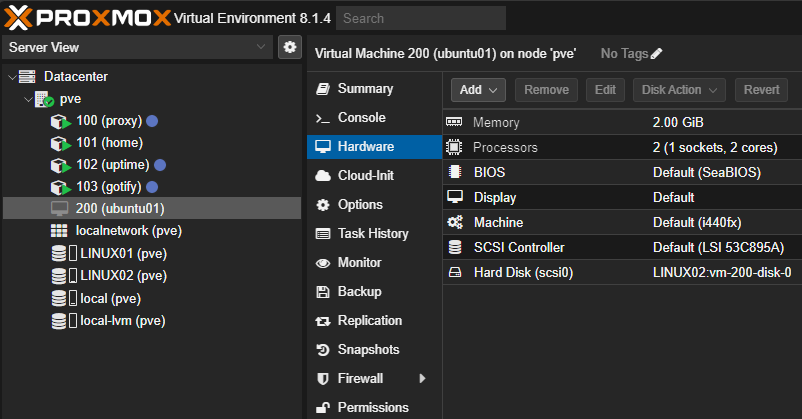 PROXMOX Virtual Environment 8.1.4 Search
Server View
Datacenter
pve
100 (proxy)
101 (home)
102 (uptime)
103 (gotify)
200 (ubuntu01)
localnetwork (pve)
LINUX01 (pve)
LINUX02 (pve)
local (pve)
local-lvm (pve)
Virtual Machine 200 (ubuntu01) on node 'pve' No Tags
Summary
Console
Hardware
Cloud-Init
Options
Task History
Monitor
Backup
Replication
Snapshots
Firewall
Permissions
Add Remove Edit Disk Action Revert
Memory 2.00 GiB
Processors 2 (1 sockets, 2 cores)
BIOS Default (SeaBIOS)
Display Default
Machine Default (i440fx)
SCSI Controller Default (LSI 53C895A)
Hard Disk (scsi0) LINUX02:vm-200-disk-0